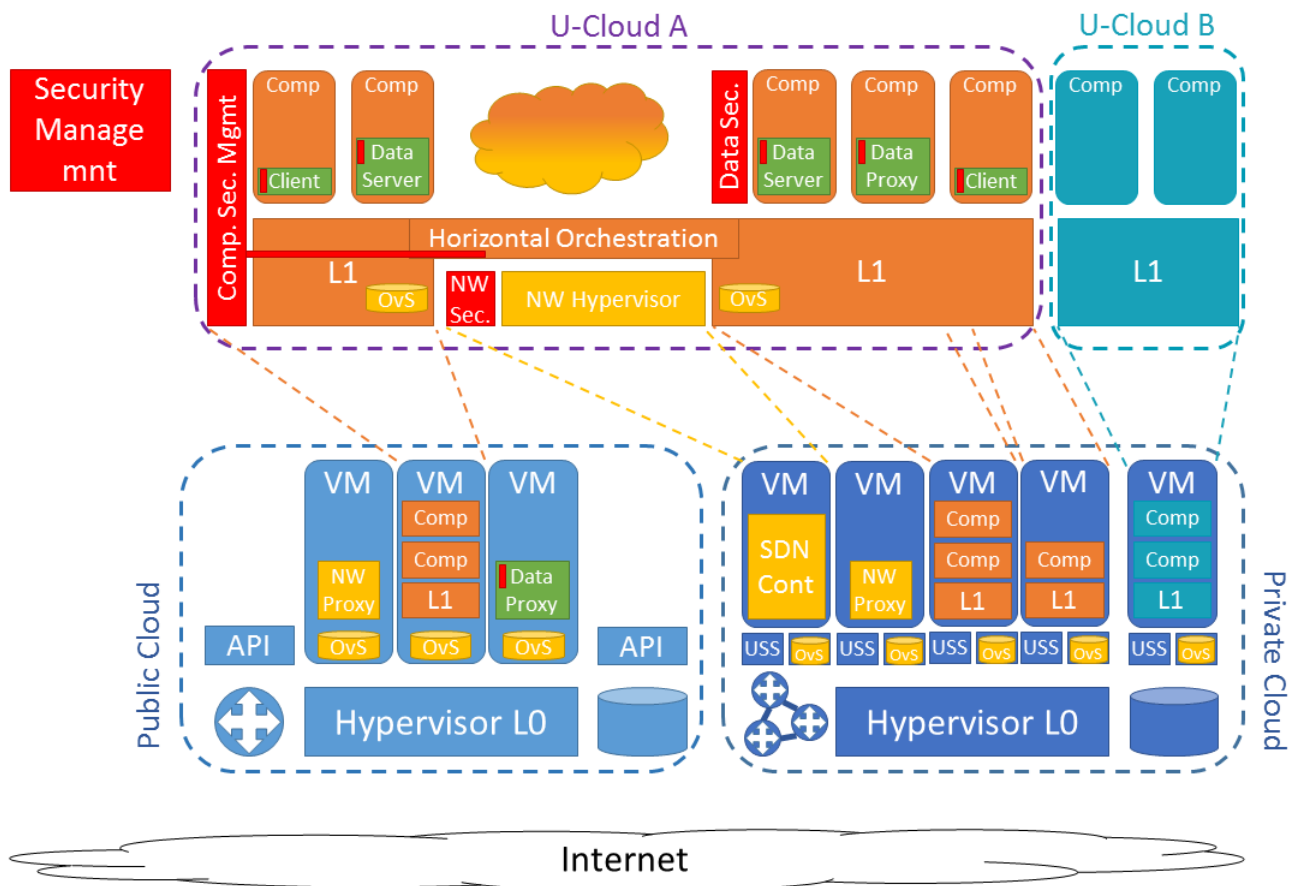 U-Cloud A
U-Cloud B
Security
Manage
mnt
Comp. Sec. Mgmt
Comp
Client
Comp
Data
Server
Data Sec.
Comp
Data
Server
Comp
Data
Proxy
Comp
Client
Comp
Comp
Horizontal Orchestration
L1
OvS
NW
Sec.
NW Hypervisor
OvS
L1
L1
Public Cloud
API
VM
NW
Proxy
OvS
VM
Comp
Comp
L1
OvS
VM
Data
Proxy
OvS
API
Hypervisor L0
VM
SDN
Cont
USS
OvS
VM
NW
Proxy
USS
OvS
VM
Comp
Comp
L1
USS
OvS
VM
Comp
L1
USS
OvS
VM
Comp
Comp
L1
USS
OvS
Hypervisor L0
Private Cloud
Internet